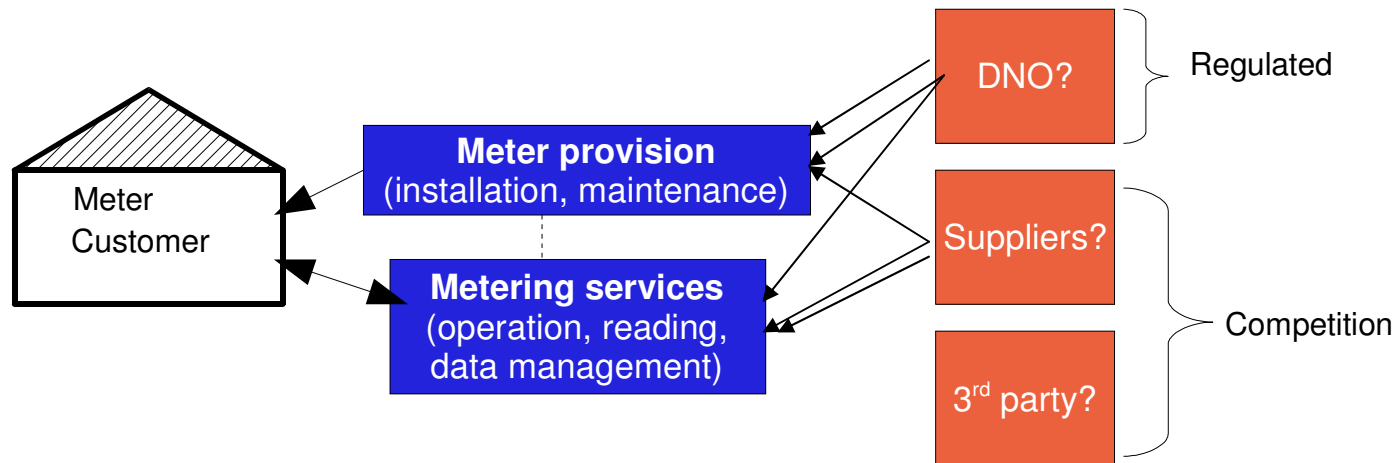 Meter
Customer
Meter provision
(installation, maintenance)
Metering services
(operation, reading,
data management)
DNO?
Suppliers?
3rd party?
Regulated
Competition